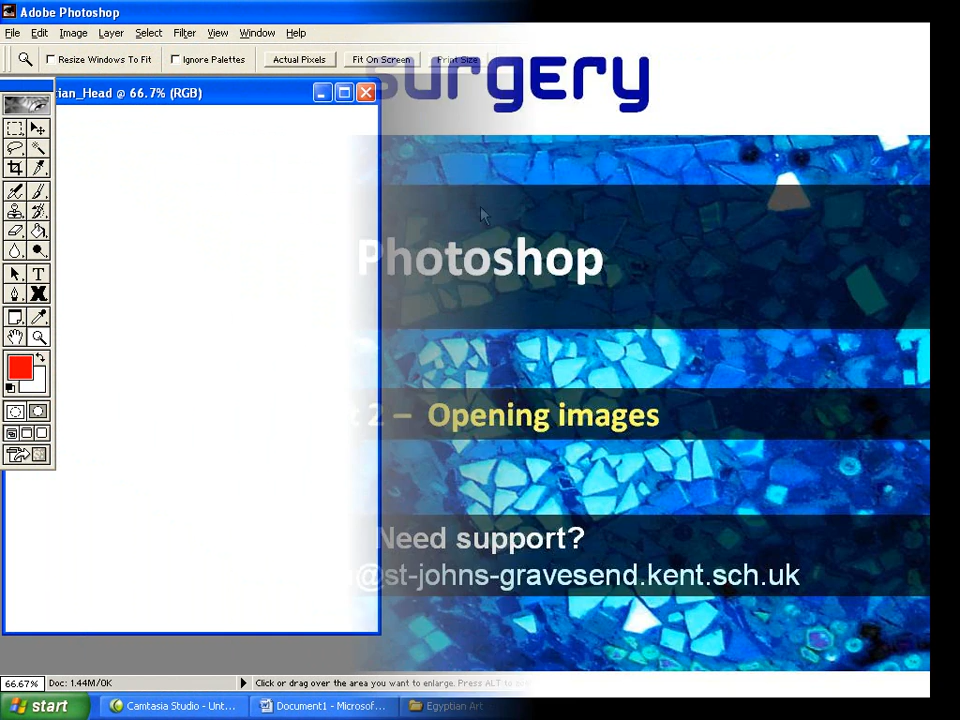 Adobe Photoshop
File Edit Image Layer Select Filter View Window Help
Resize Windows To Fit Ignore Palettes Actual Pixels Fit On Screen Print Size
ian_Head @ 66.7% (RGB)
surgery
Photoshop
2 – Opening images
Need support?
@st-johns-gravesend.kent.sch.uk
66.67% Doc: 1.44M/0K Click or drag over the area you want to enlarge. Press ALT to
start Camtasia Studio - Unt... Document1 - Microsof... Egyptian Art